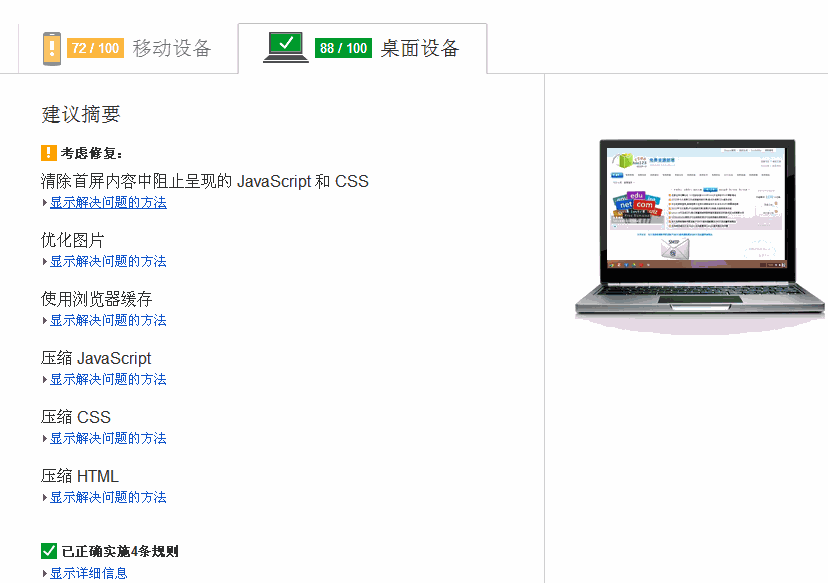 72 / 100 移动设备
88 / 100 桌面设备
建议摘要
考虑修复：
清除首屏内容中阻止呈现的 JavaScript 和 CSS
显示解决问题的方法
优化图片
显示解决问题的方法
使用浏览器缓存
显示解决问题的方法
压缩 JavaScript
显示解决问题的方法
压缩 CSS
显示解决问题的方法
压缩 HTML
显示解决问题的方法
已正确实施4条规则
显示详细信息
edu
net com
SMTP